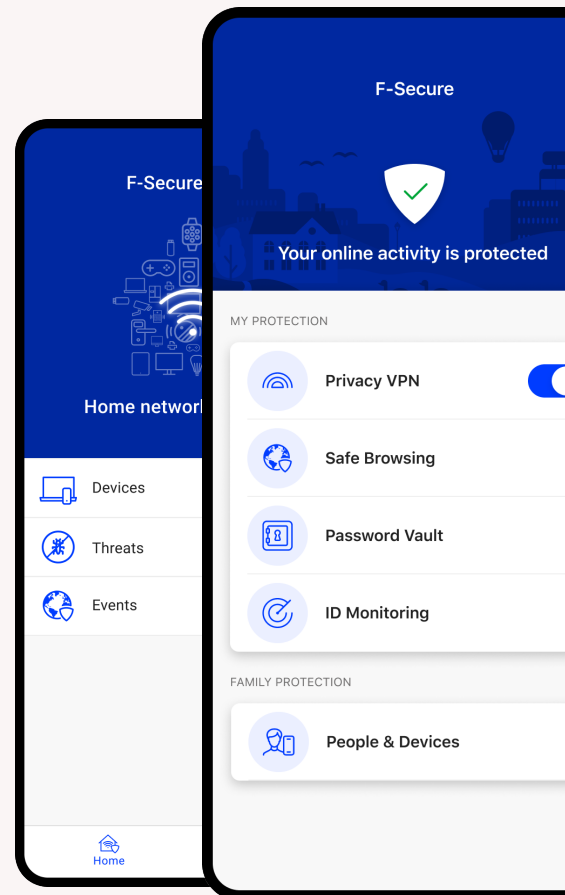 F-Secure
Your online activity is protected
MY PROTECTION
Privacy VPN
Safe Browsing
Password Vault
ID Monitoring
FAMILY PROTECTION
People & Devices
F-Secure
Home networ
Devices
Threats
Events
Home